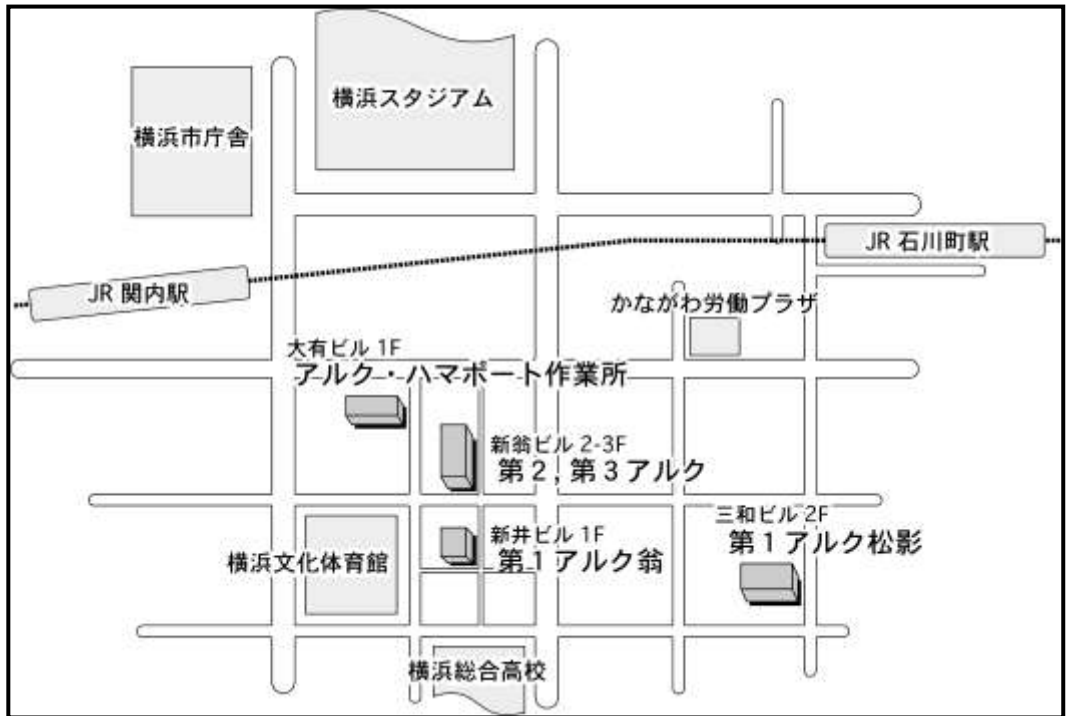 横浜スタジアム
横浜市庁舎
JR 石川町駅
JR 関内駅
かながわ労働プラザ
大有ビル 1F
アルク・ハマポート作業所
新翁ビル 2-3F
第２，第３アルク
三和ビル 2F
第１アルク松影
新井ビル 1F
第１アルク翁
横浜文化体育館
横浜総合高校